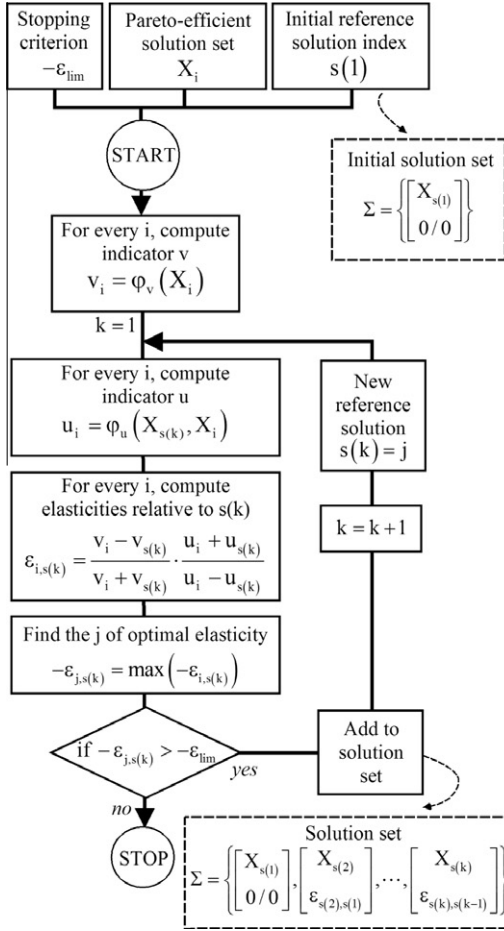 Stopping
criterion
−ε_lim
Pareto-efficient
solution set
X_i
Initial reference
solution index
s(1)
START
Initial solution set
Σ = {[X_s(1) 0/0]}
For every i, compute
indicator v
v_i = φ_v(X_i)
k = 1
For every i, compute
indicator u
u_i = φ_u(X_s(k), X_i)
New
reference
solution
s(k) = j
For every i, compute
elasticities relative to s(k)
ε_i,s(k) = (v_i − v_s(k))/(v_i + v_s(k)) · (u_i + u_s(k))/(u_i − u_s(k))
k = k + 1
Find the j of optimal elasticity
−ε_j,s(k) = max(−ε_i,s(k))
if −ε_j,s(k) > −ε_lim
yes
Add to
solution
set
no
STOP
Solution set
Σ = {[X_s(1) 0/0], [X_s(2) ε_s(2),s(1)], ⋯, [X_s(k) ε_s(k),s(k−1)]}